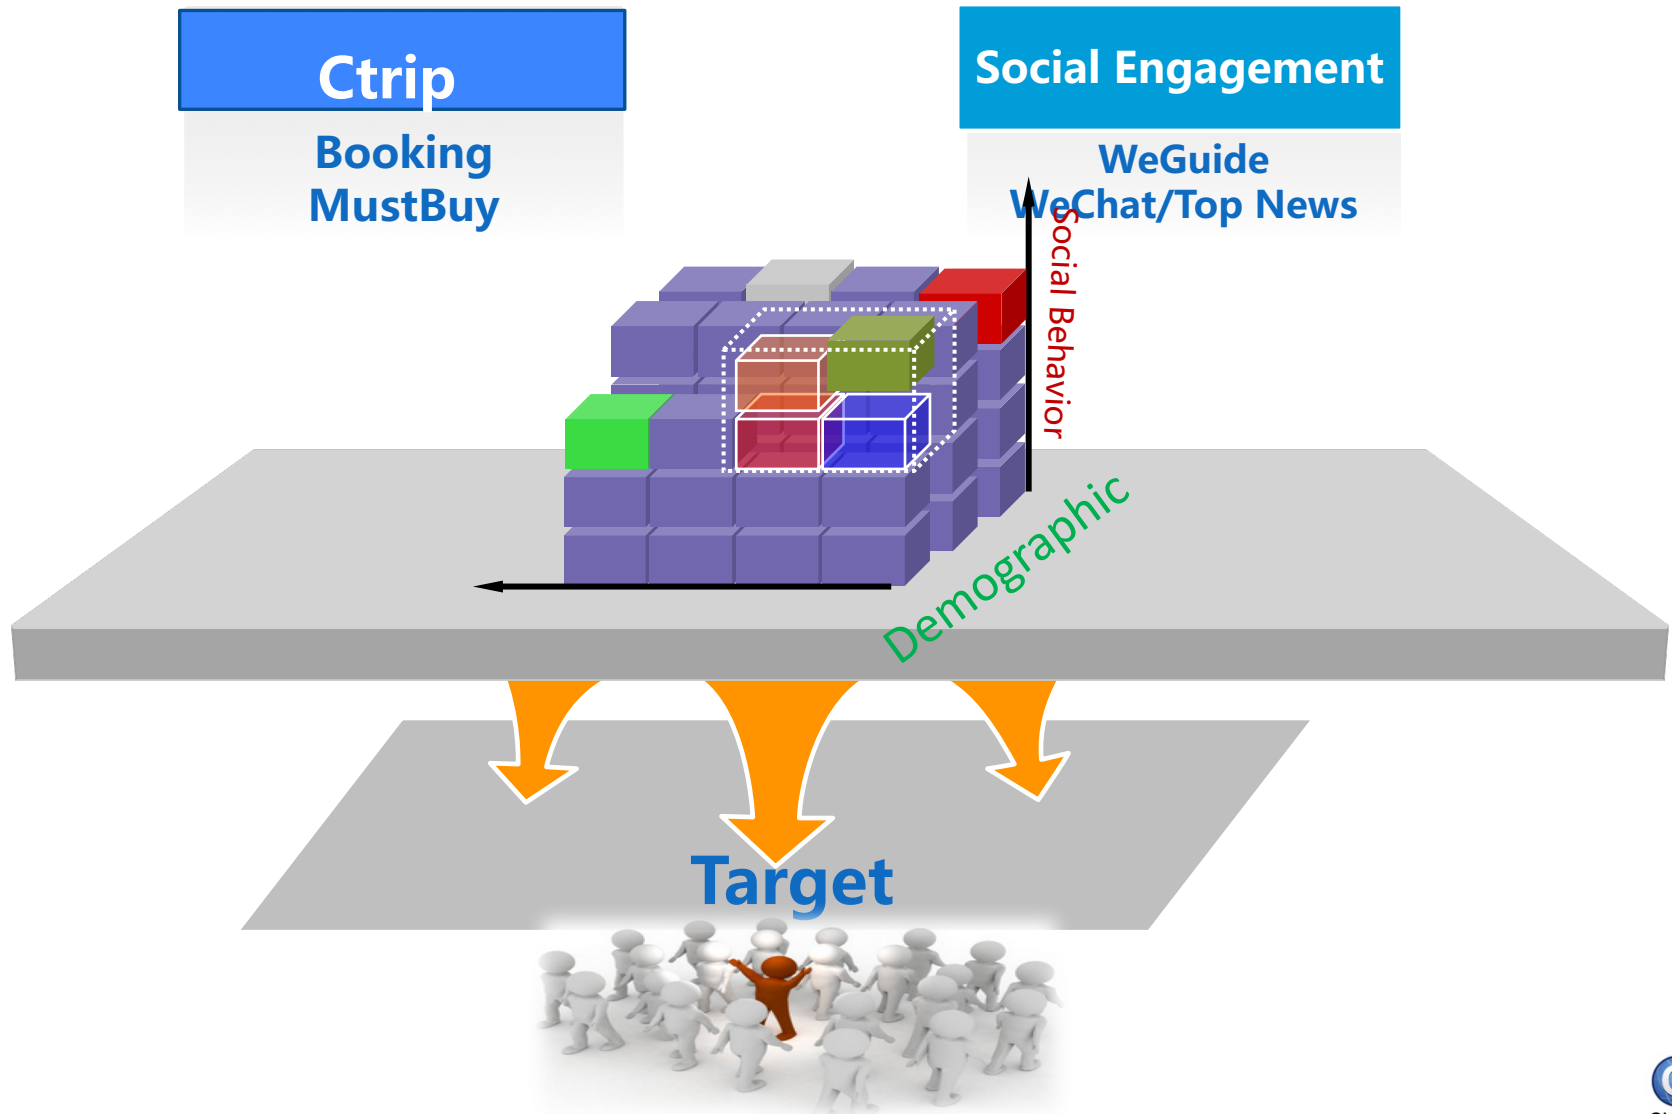 Ctrip
Booking
MustBuy
Social Engagement
WeGuide
WeChat/Top News
Social Behavior
Demographic
Target